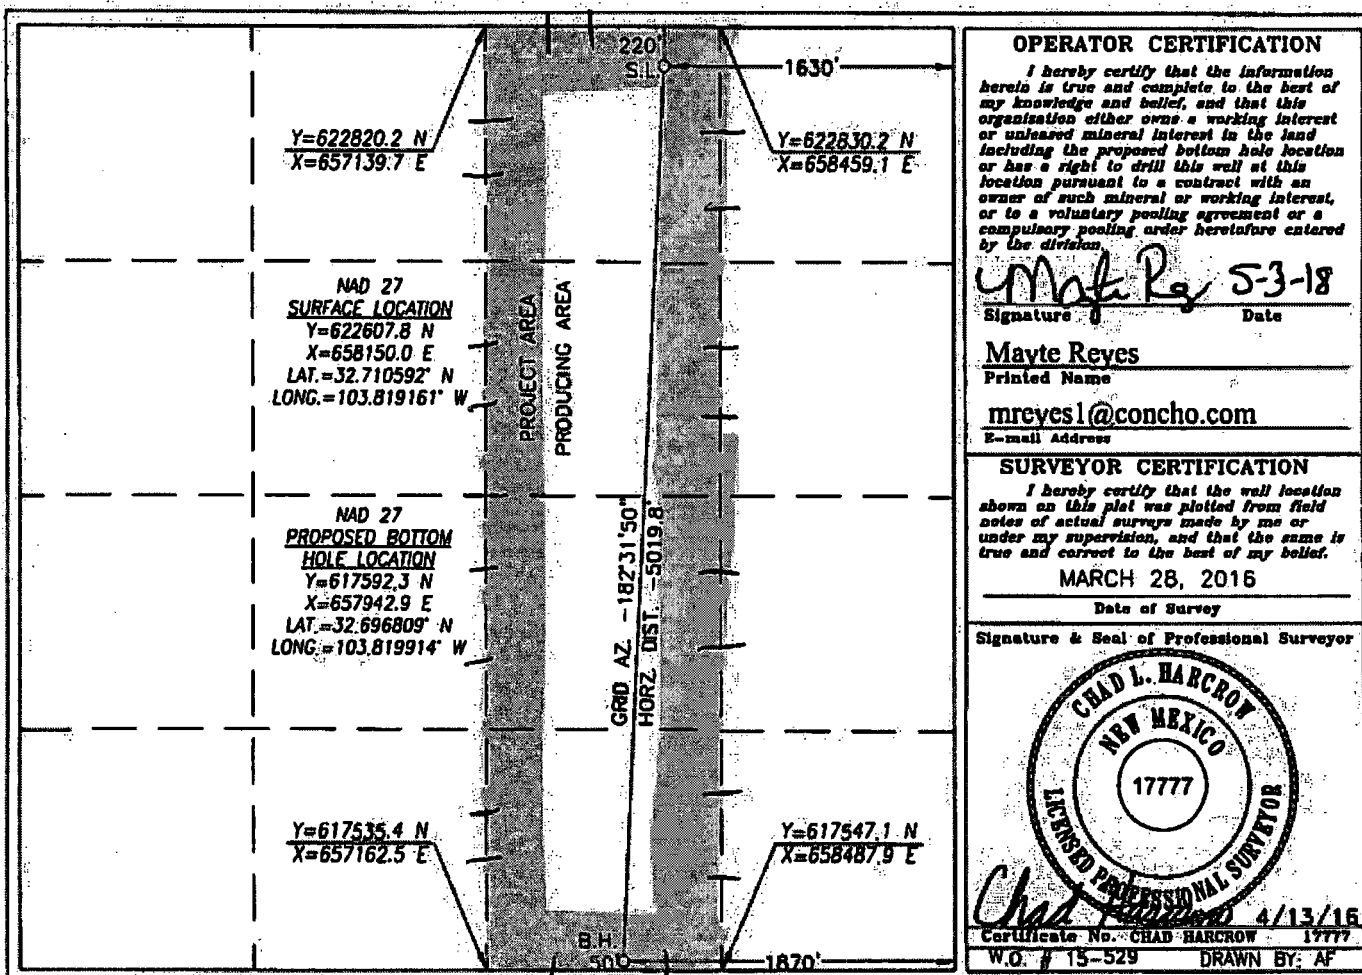 220'
S.L.
1630'
Y=622820.2 N
X=657139.7 E
Y=622830.2 N
X=658459.1 E
NAD 27
SURFACE LOCATION
Y=622607.8 N
X=658150.0 E
LAT.=32.710592° N
LONG.=103.819161° W
PROJECT AREA
PRODUCING AREA
NAD 27
PROPOSED BOTTOM
HOLE LOCATION
Y=617592.3 N
X=657942.9 E
LAT.=32.696809° N
LONG.=103.819914° W
GRID AZ. -182°31'50"
HORZ. DIST. -5019.8'
Y=617535.4 N
X=657162.5 E
Y=617547.1 N
X=658487.9 E
B.H.
50'
1870'
OPERATOR CERTIFICATION
I hereby certify that the information
herein is true and complete to the best of
my knowledge and belief, and that this
organization either owns a working interest
or unleased mineral interest in the land
including the proposed bottom hole location
or has a right to drill this well at this
location pursuant to a contract with an
owner of such mineral or working interest,
or to a voluntary pooling agreement or a
compulsory pooling order heretofore entered
by the division.
Mayte Rey 5-3-18
Signature Date
Mayte Reyes
Printed Name
mreyes1@concho.com
E-mail Address
SURVEYOR CERTIFICATION
I hereby certify that the well location
shown on this plat was plotted from field
notes of actual surveys made by me or
under my supervision, and that the same is
true and correct to the best of my belief.
MARCH 28, 2016
Date of Survey
Signature & Seal of Professional Surveyor
CHAD L. HARCROW
NEW MEXICO
17777
LICENSED PROFESSIONAL SURVEYOR
Chad Harcrow 4/13/16
Certificate No. CHAD HARCROW 17777
W.O. # 15-529 DRAWN BY: AF